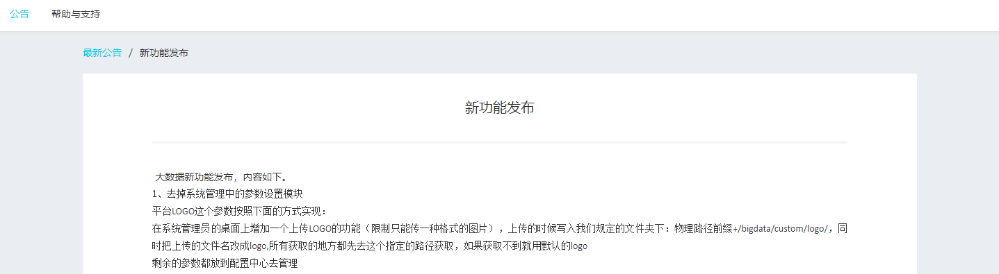 公告 帮助与支持
最新公告 / 新功能发布
新功能发布
大数据新功能发布，内容如下。
1、去掉系统管理中的参数设置模块
平台LOGO这个参数按照下面的方式实现：
在系统管理员的桌面上增加一个上传LOGO的功能（限制只能传一种格式的图片），上传的时候写入我们规定的文件夹下：物理路径前缀+/bigdata/custom/logo/，同
时把上传的文件名改成logo,所有获取的地方都先去这个指定的路径获取，如果获取不到就用默认的logo
剩余的参数都放到配置中心去管理